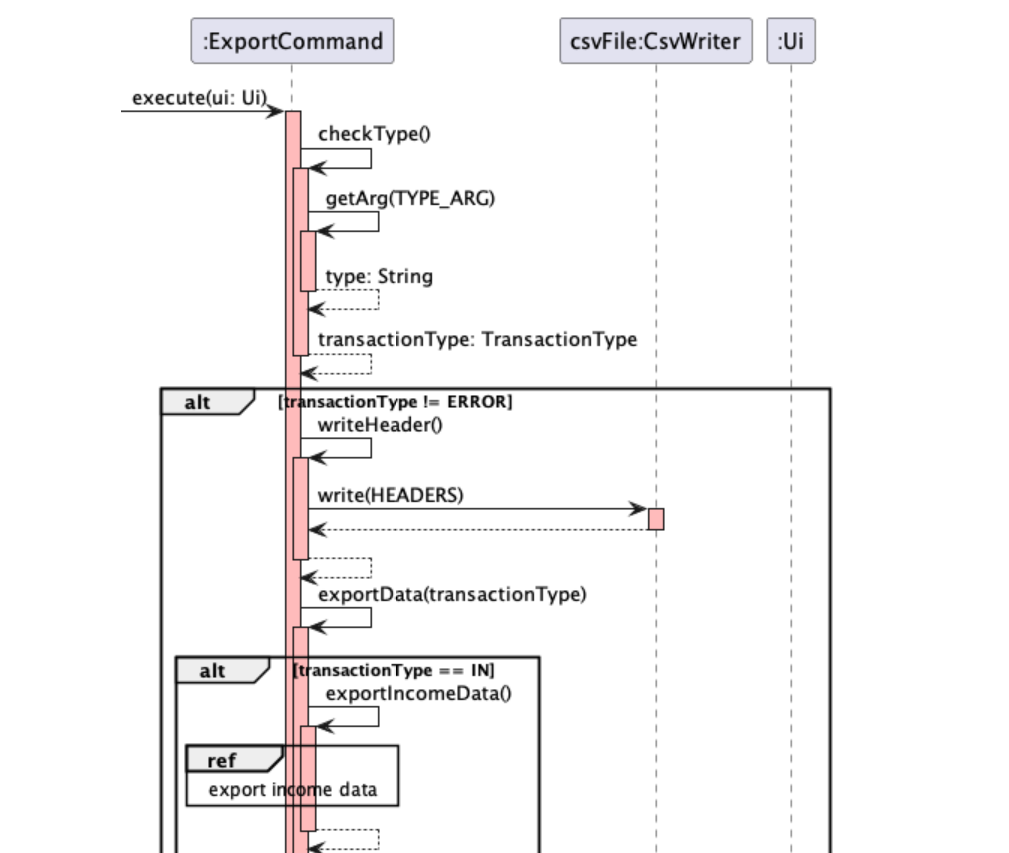 :ExportCommand
csvFile:CsvWriter
:Ui
execute(ui: Ui)
checkType()
getArg(TYPE_ARG)
type: String
transactionType: TransactionType
alt
[transactionType != ERROR]
writeHeader()
write(HEADERS)
exportData(transactionType)
alt
[transactionType == IN]
exportIncomeData()
ref
export income data